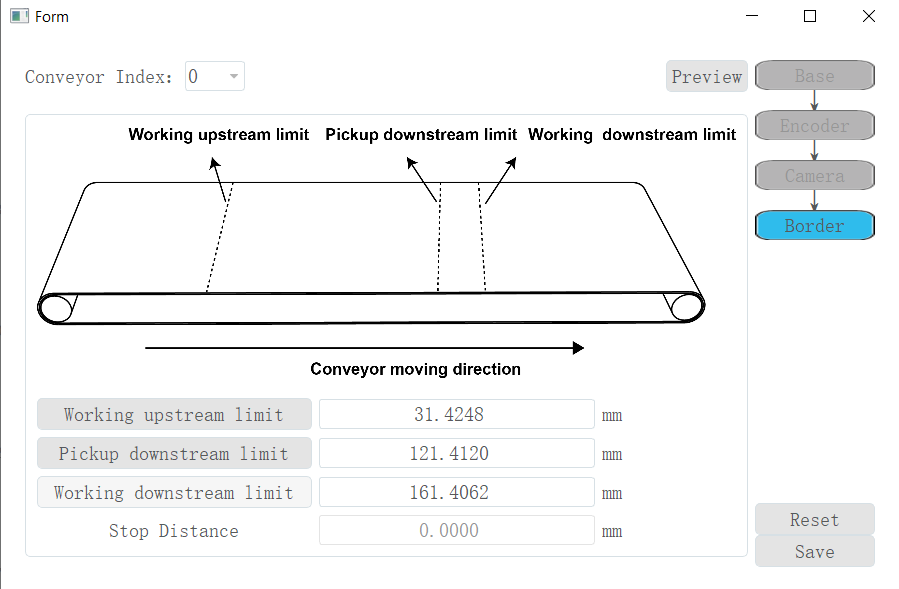 Form
Conveyor Index: 0
Preview
Base
Encoder
Camera
Border
Working upstream limit Pickup downstream limit Working downstream limit
Conveyor moving direction
Working upstream limit 31.4248 mm
Pickup downstream limit 121.4120 mm
Working downstream limit 161.4062 mm
Stop Distance 0.0000 mm
Reset
Save